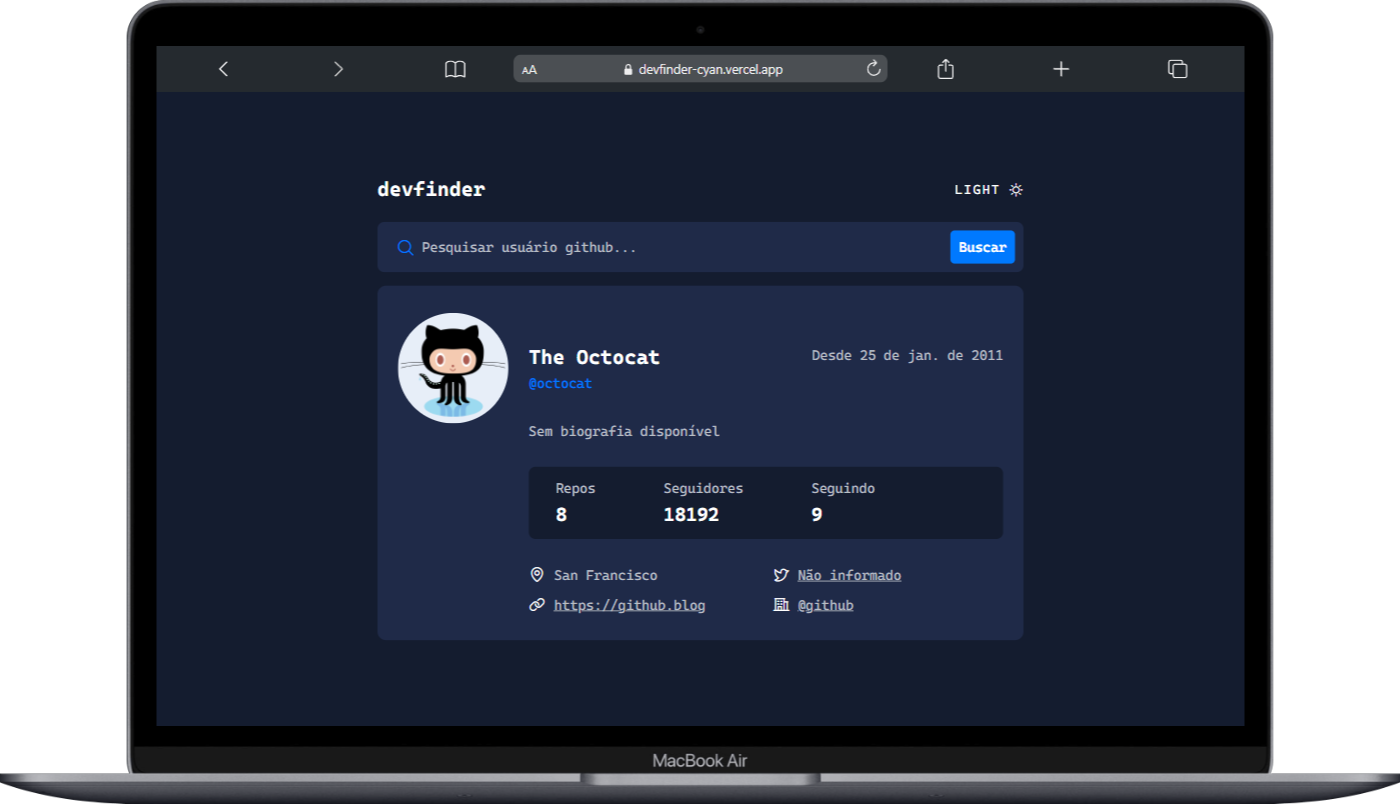 AA devfinder-cyan.vercel.app
devfinder LIGHT
Pesquisar usuário github... Buscar
The Octocat Desde 25 de jan. de 2011
@octocat
Sem biografia disponível
Repos Seguidores Seguindo
8 18192 9
San Francisco Não informado
https://github.blog @github
MacBook Air